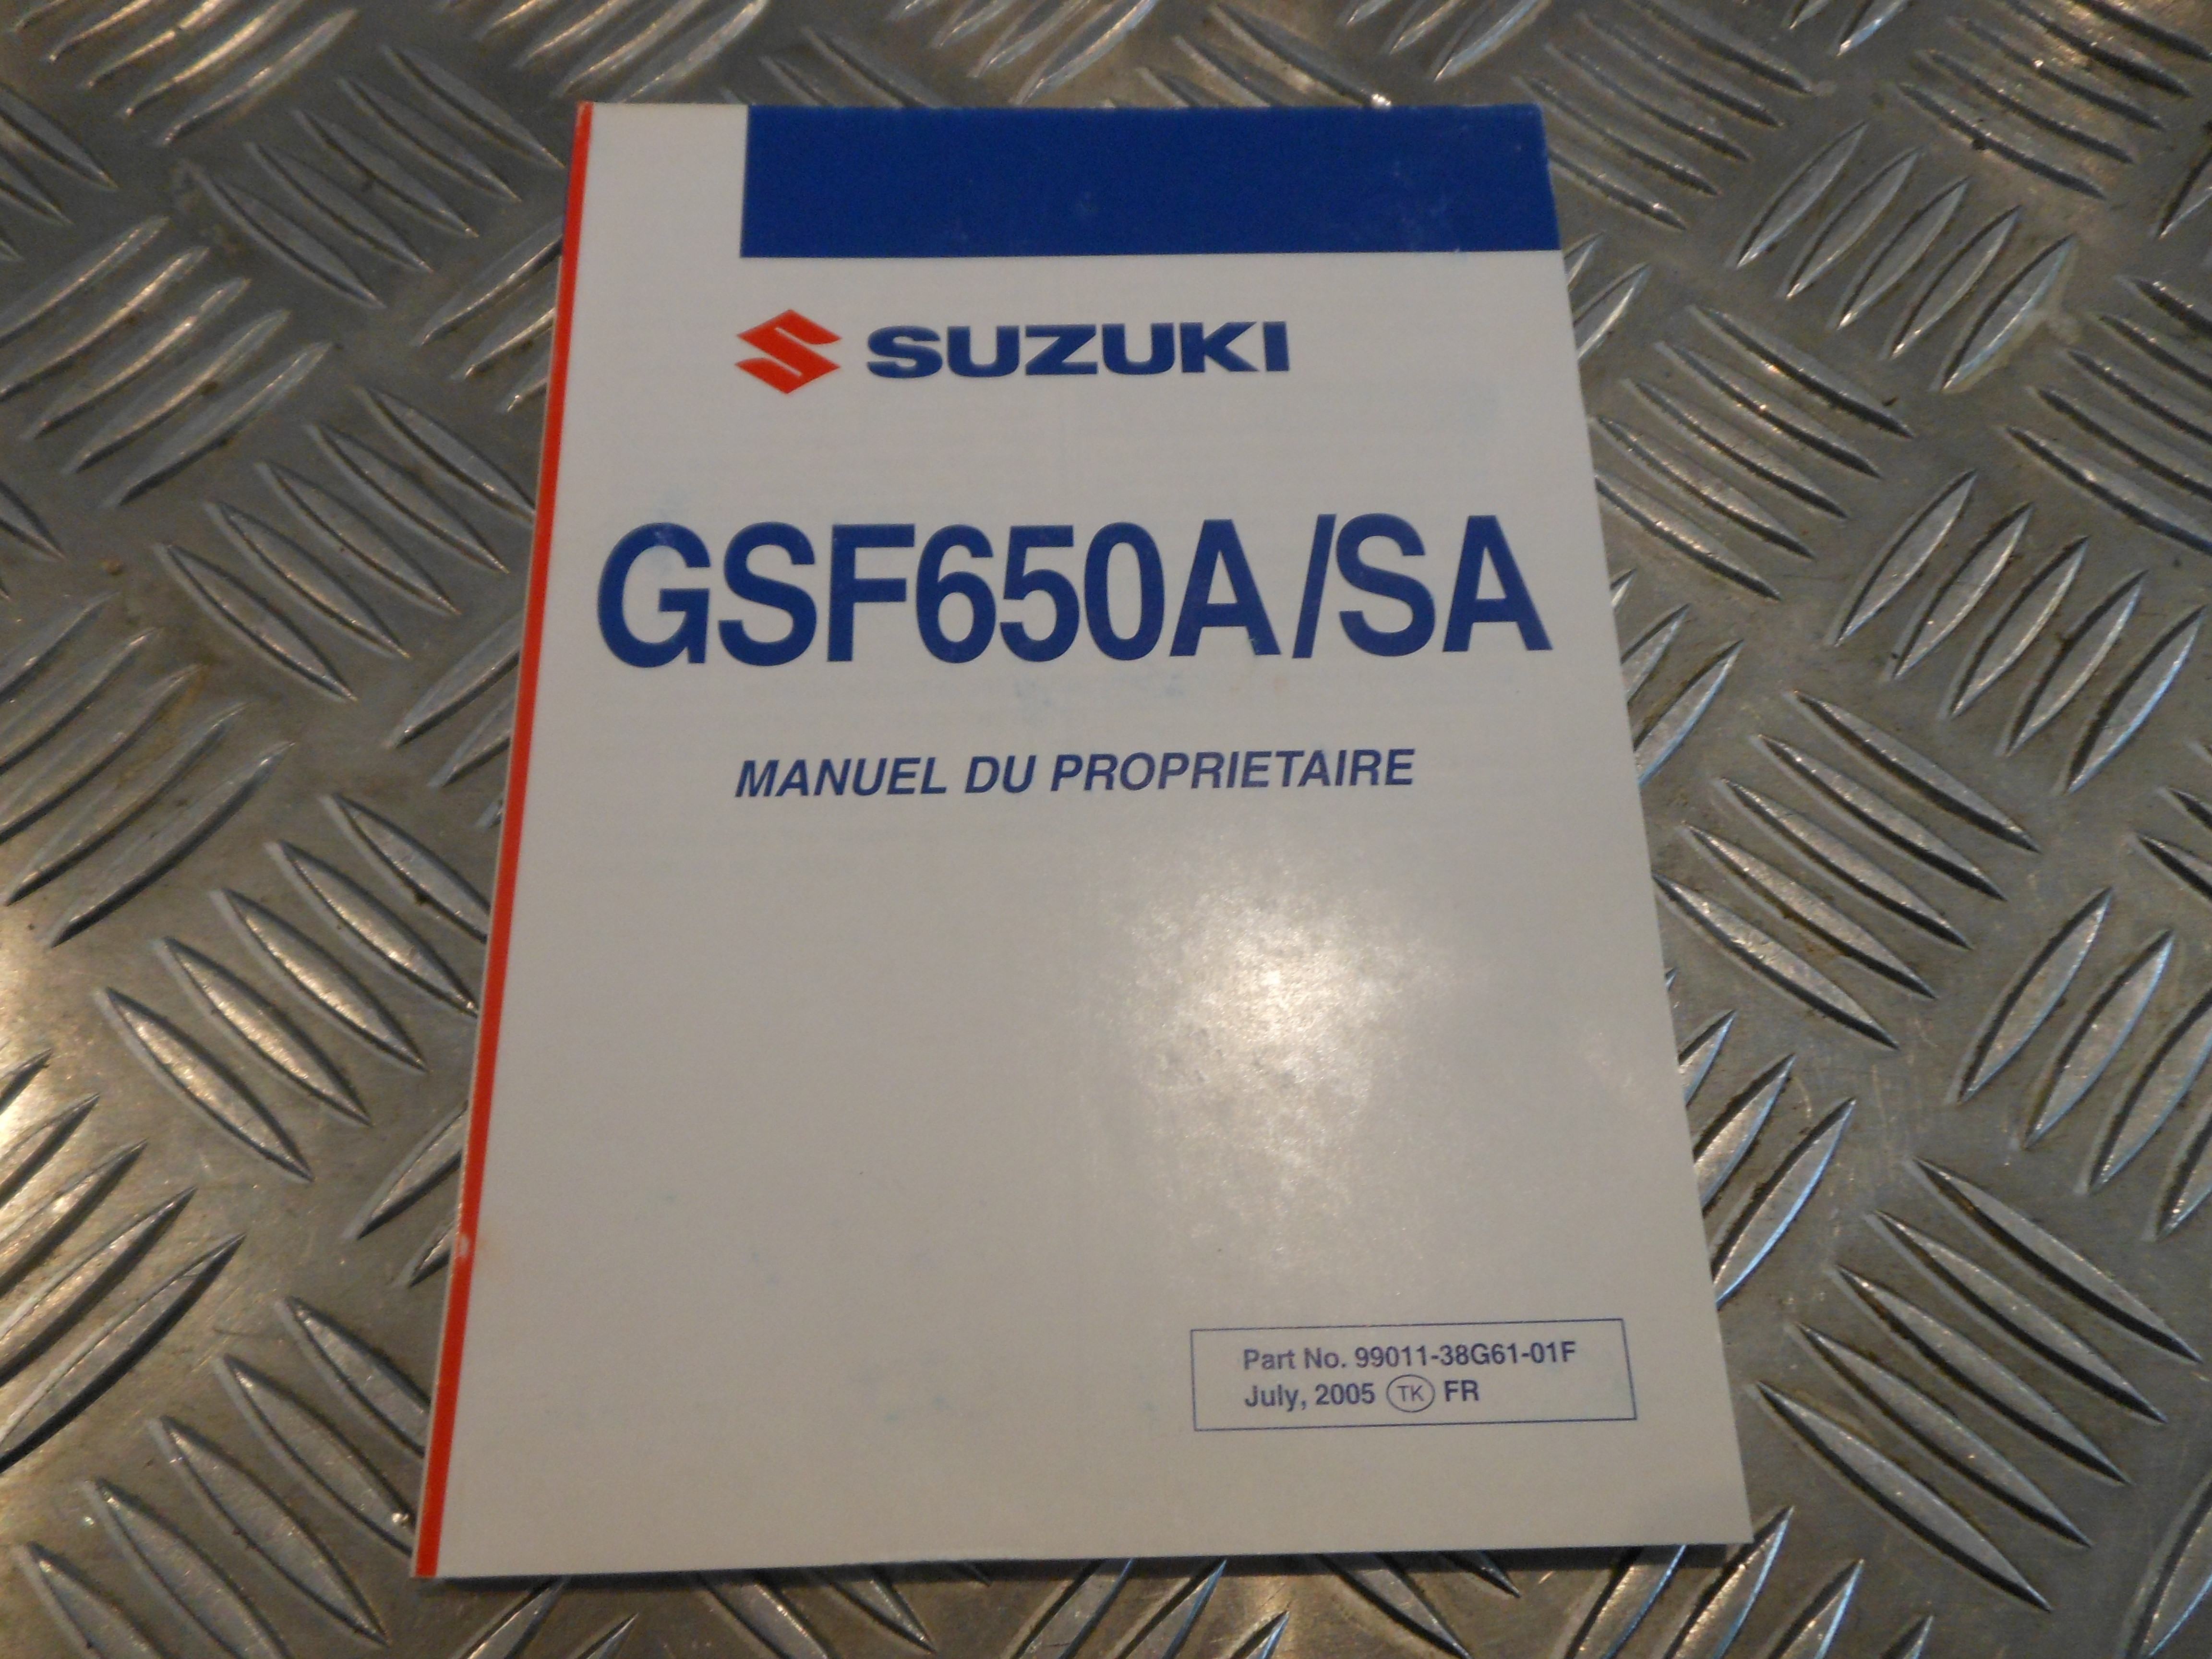 SUZUKI
GSF650A/SA
MANUEL DU PROPRIETAIRE
Part No. 99011-38G61-01F
July, 2005 TK FR